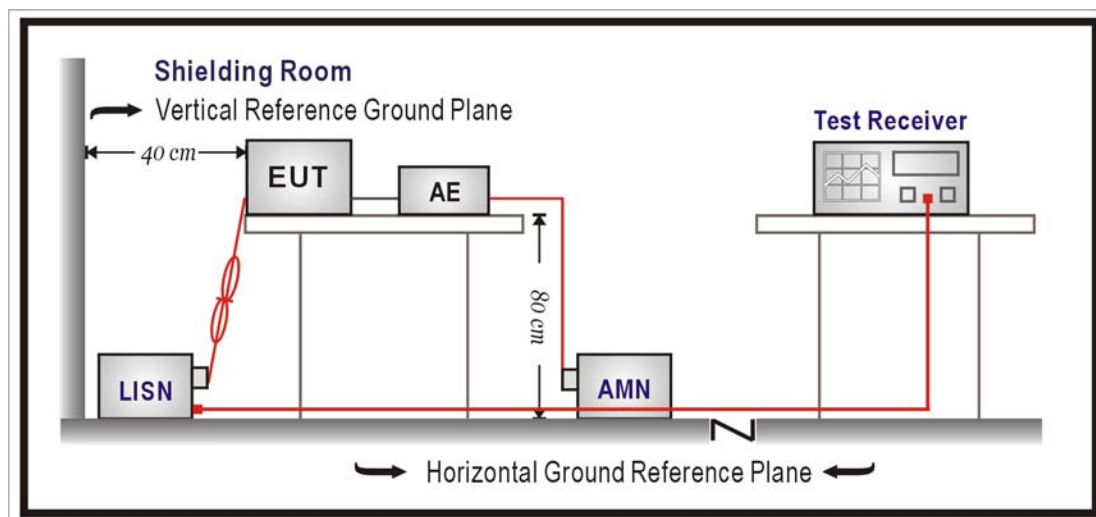 Shielding Room
Vertical Reference Ground Plane
Test Receiver
40 cm
EUT
AE
80 cm
LISN
AMN
Horizontal Ground Reference Plane